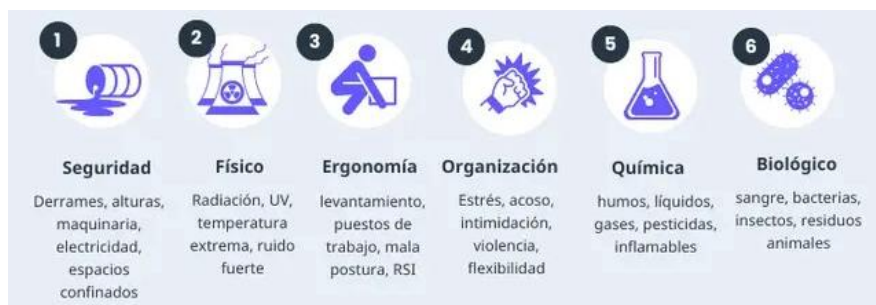 1
Seguridad
Derrames, alturas,
maquinaria,
electricidad,
espacios
confinados
2
Físico
Radiación, UV,
temperatura
extrema, ruido
fuerte
3
Ergonomía
levantamiento,
puestos de
trabajo, mala
postura, RSI
4
Organización
Estrés, acoso,
intimidación,
violencia,
flexibilidad
5
Química
humos, líquidos,
gases, pesticidas,
inflamables
6
Biológico
sangre, bacterias,
insectos, residuos
animales